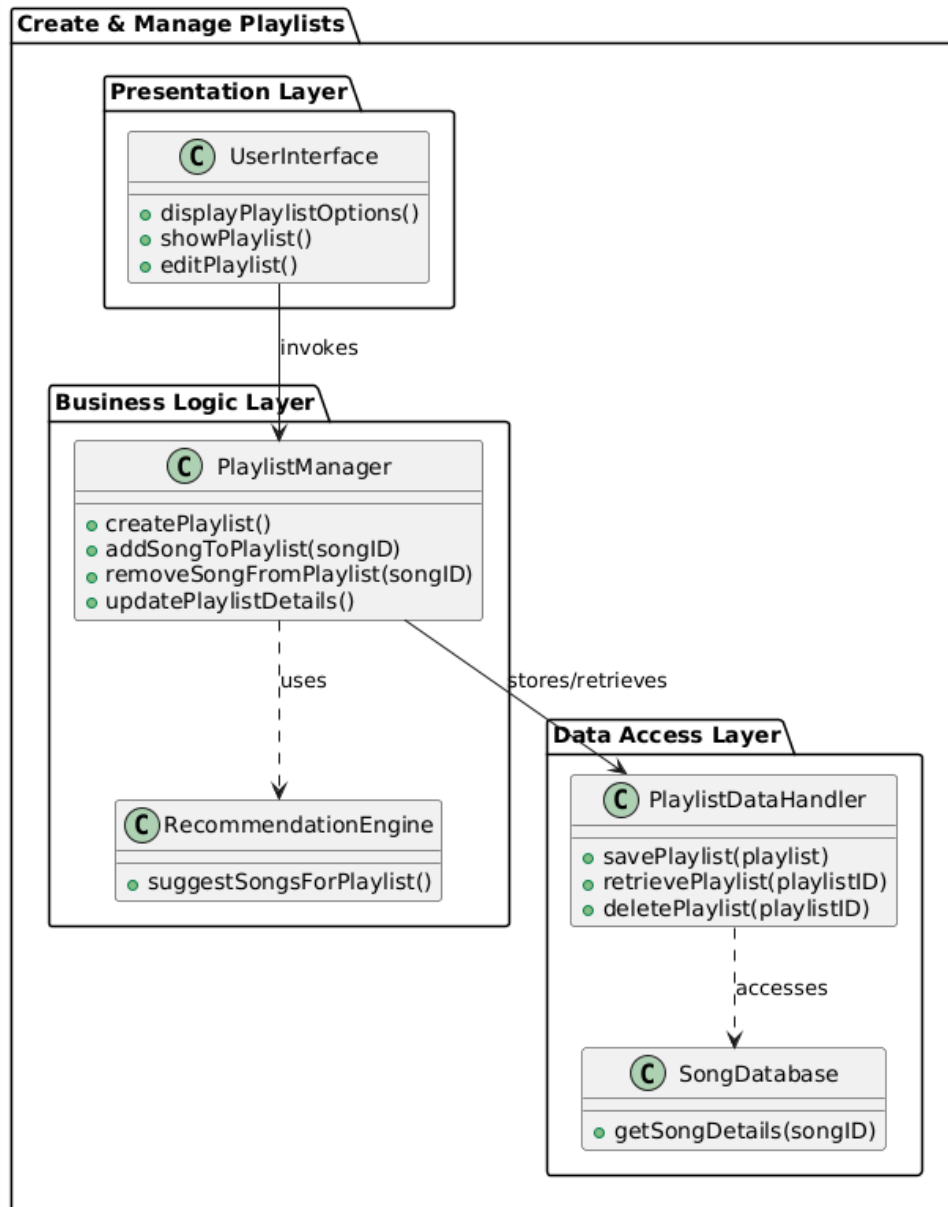 Create & Manage Playlists
Presentation Layer
C UserInterface
displayPlaylistOptions()
showPlaylist()
editPlaylist()
invokes
Business Logic Layer
C PlaylistManager
createPlaylist()
addSongToPlaylist(songID)
removeSongFromPlaylist(songID)
updatePlaylistDetails()
uses
stores/retrieves
Data Access Layer
C PlaylistDataHandler
savePlaylist(playlist)
retrievePlaylist(playlistID)
deletePlaylist(playlistID)
C RecommendationEngine
suggestSongsForPlaylist()
accesses
C SongDatabase
getSongDetails(songID)